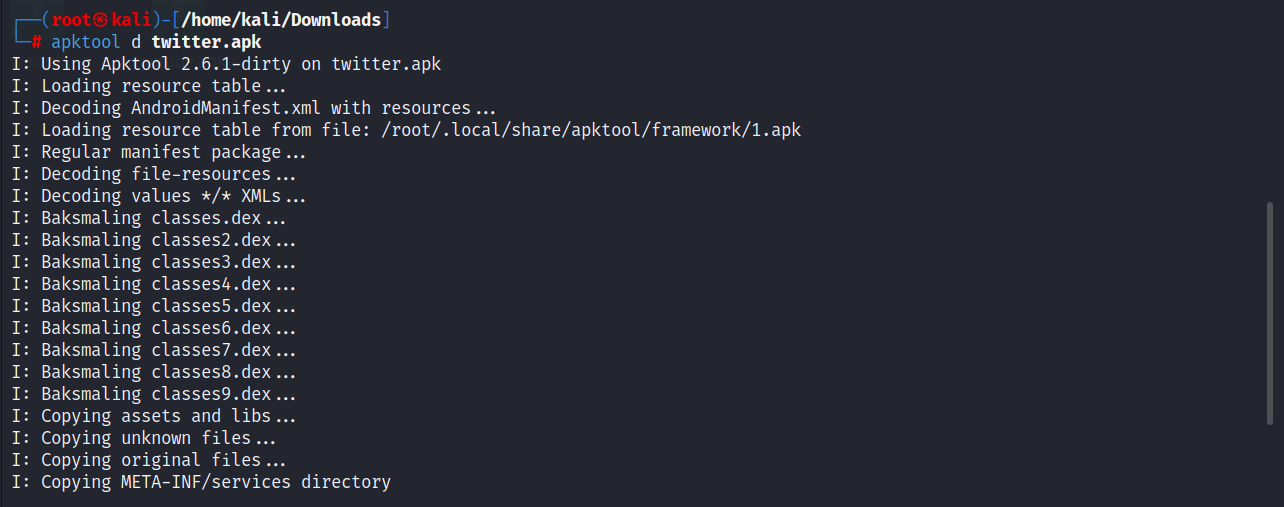 ┌──(root㉿kali)-[/home/kali/Downloads]
└─# apktool d twitter.apk
I: Using Apktool 2.6.1-dirty on twitter.apk
I: Loading resource table...
I: Decoding AndroidManifest.xml with resources...
I: Loading resource table from file: /root/.local/share/apktool/framework/1.apk
I: Regular manifest package...
I: Decoding file-resources...
I: Decoding values */* XMLs...
I: Baksmaling classes.dex...
I: Baksmaling classes2.dex...
I: Baksmaling classes3.dex...
I: Baksmaling classes4.dex...
I: Baksmaling classes5.dex...
I: Baksmaling classes6.dex...
I: Baksmaling classes7.dex...
I: Baksmaling classes8.dex...
I: Baksmaling classes9.dex...
I: Copying assets and libs...
I: Copying unknown files...
I: Copying original files...
I: Copying META-INF/services directory